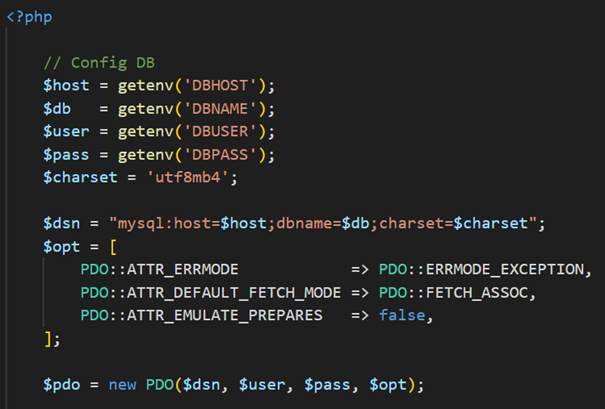 <?php
// Config DB
$host = getenv('DBHOST');
$db   = getenv('DBNAME');
$user = getenv('DBUSER');
$pass = getenv('DBPASS');
$charset = 'utf8mb4';
$dsn = "mysql:host=$host;dbname=$db;charset=$charset";
$opt = [
    PDO::ATTR_ERRMODE            => PDO::ERRMODE_EXCEPTION,
    PDO::ATTR_DEFAULT_FETCH_MODE => PDO::FETCH_ASSOC,
    PDO::ATTR_EMULATE_PREPARES   => false,
];
$pdo = new PDO($dsn, $user, $pass, $opt);